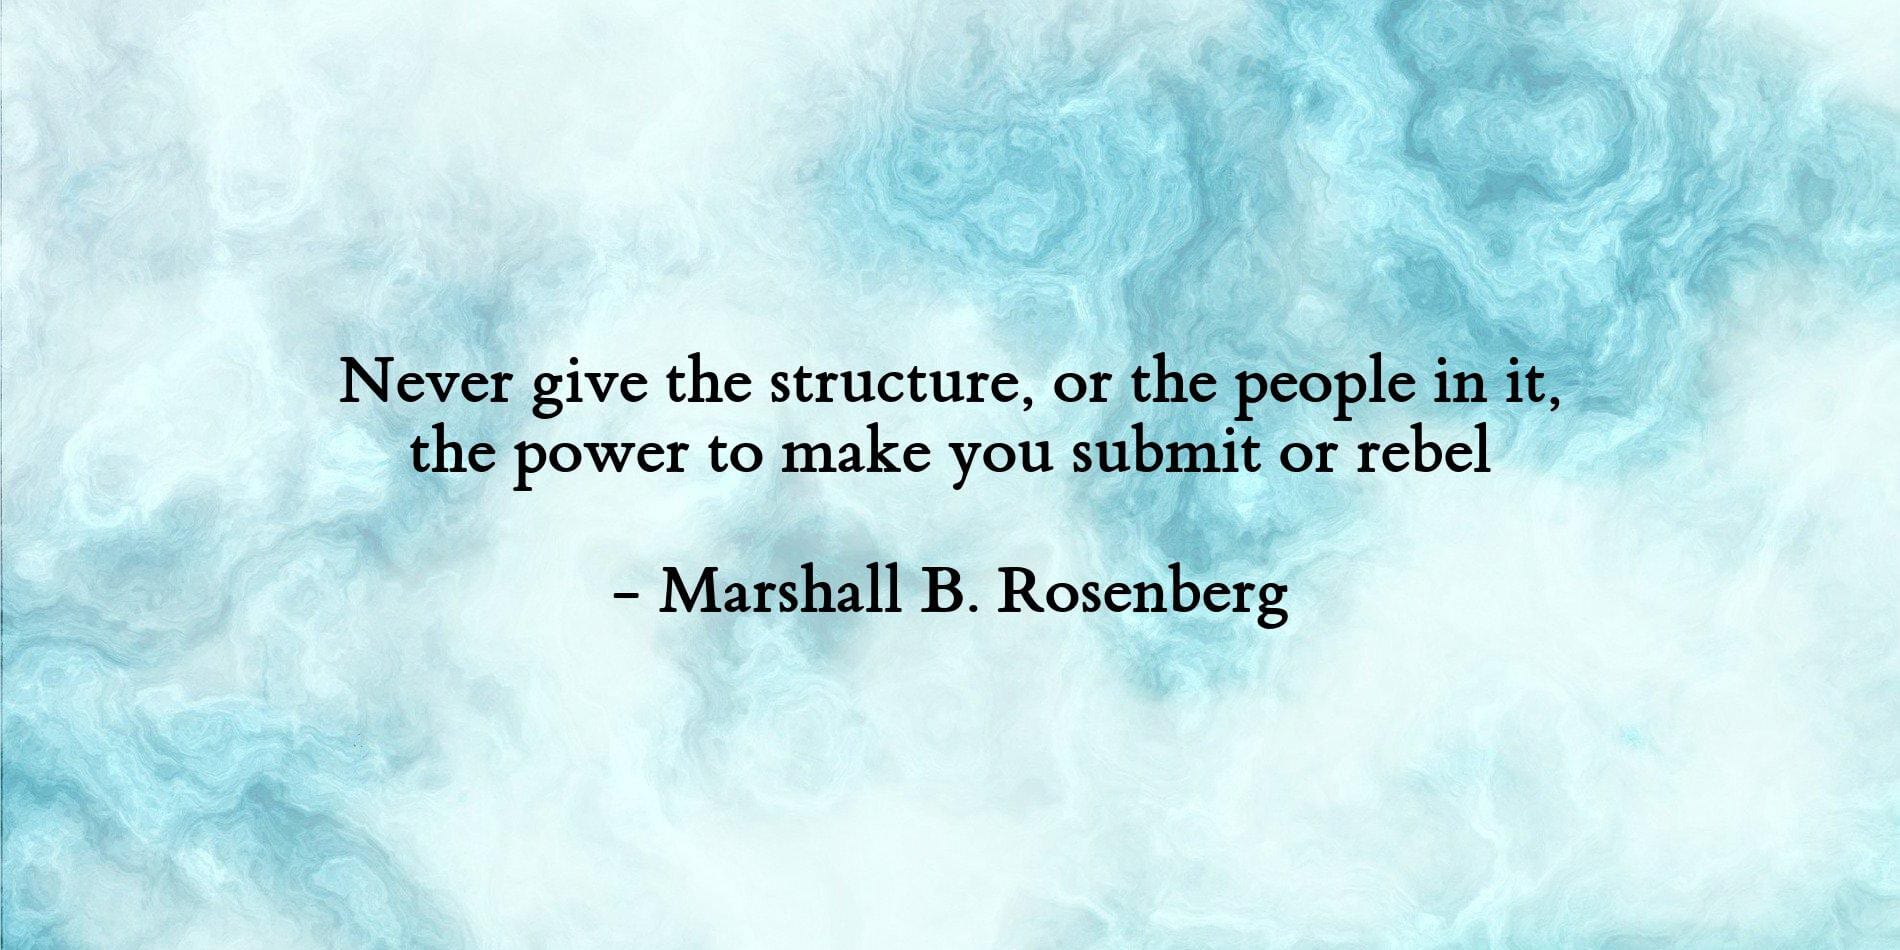 Never give the structure, or the people in it,
the power to make you submit or rebel
- Marshall B. Rosenberg